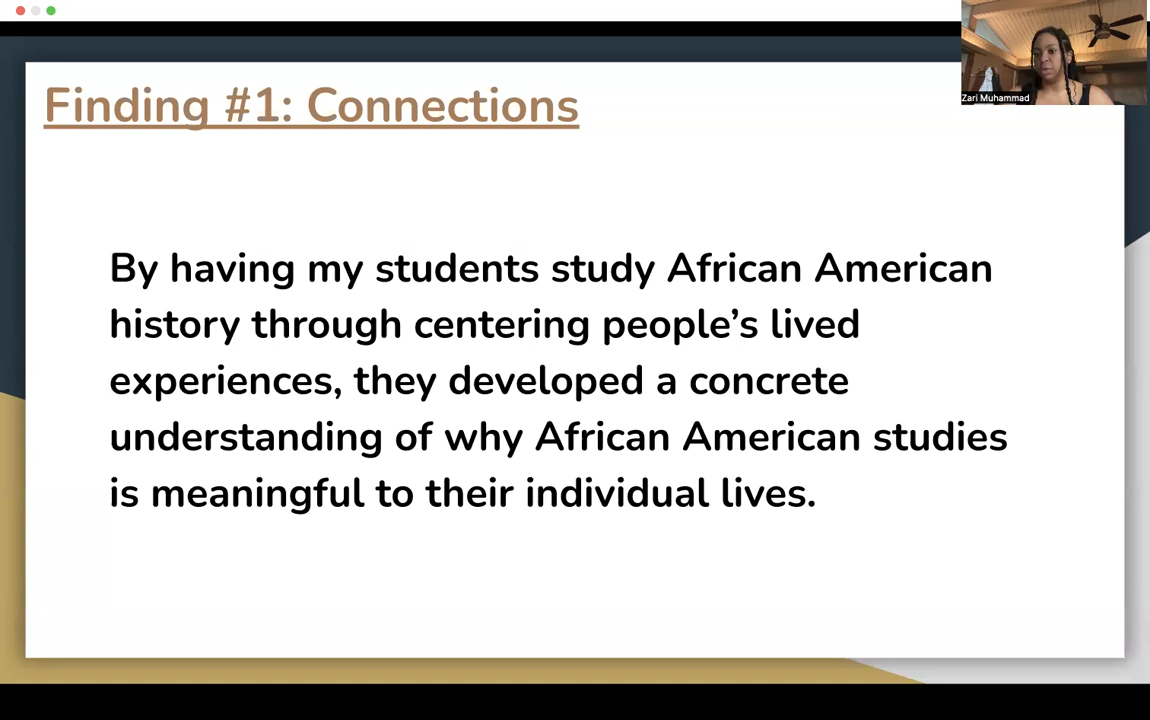 Finding #1: Connections
Zari Muhammad
By having my students study African American
history through centering people’s lived
experiences, they developed a concrete
understanding of why African American studies
is meaningful to their individual lives.